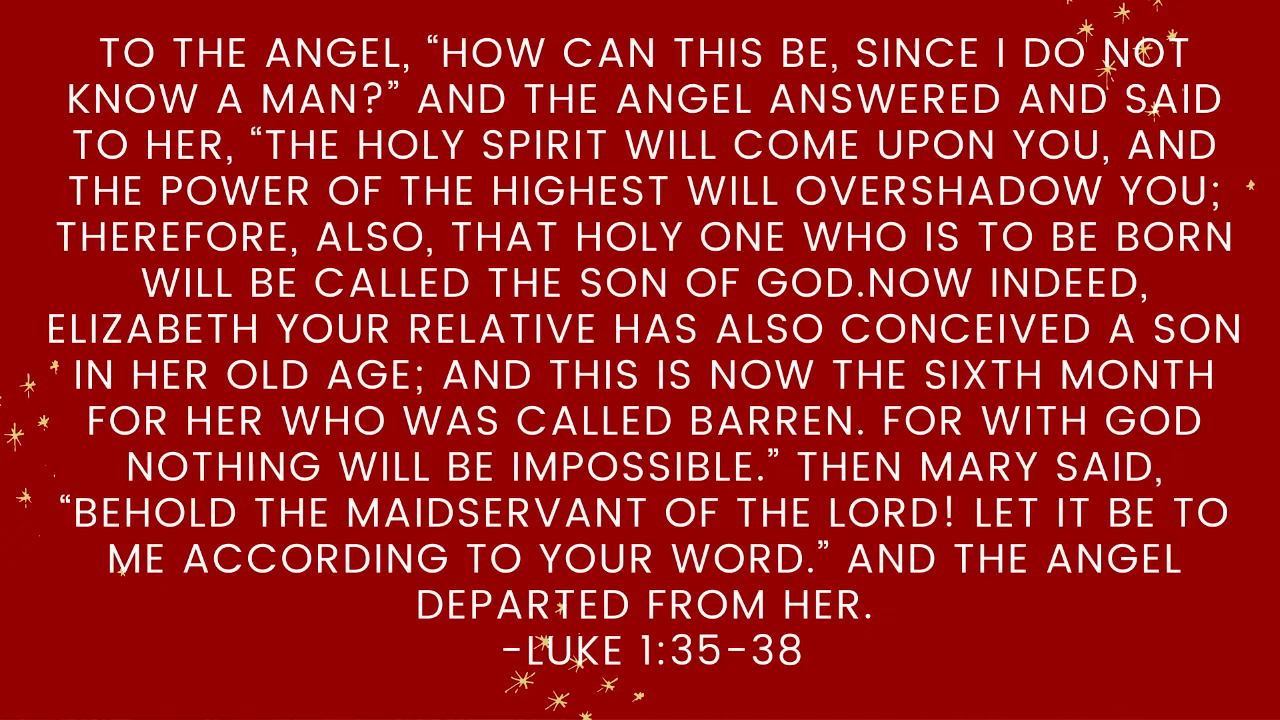 TO THE ANGEL, “HOW CAN THIS BE, SINCE I DO NOT
KNOW A MAN?” AND THE ANGEL ANSWERED AND SAID
TO HER, “THE HOLY SPIRIT WILL COME UPON YOU, AND
THE POWER OF THE HIGHEST WILL OVERSHADOW YOU;
THEREFORE, ALSO, THAT HOLY ONE WHO IS TO BE BORN
WILL BE CALLED THE SON OF GOD.NOW INDEED,
ELIZABETH YOUR RELATIVE HAS ALSO CONCEIVED A SON
IN HER OLD AGE; AND THIS IS NOW THE SIXTH MONTH
FOR HER WHO WAS CALLED BARREN. FOR WITH GOD
NOTHING WILL BE IMPOSSIBLE.” THEN MARY SAID,
“BEHOLD THE MAIDSERVANT OF THE LORD! LET IT BE TO
ME ACCORDING TO YOUR WORD.” AND THE ANGEL
DEPARTED FROM HER.
-LUKE 1:35-38